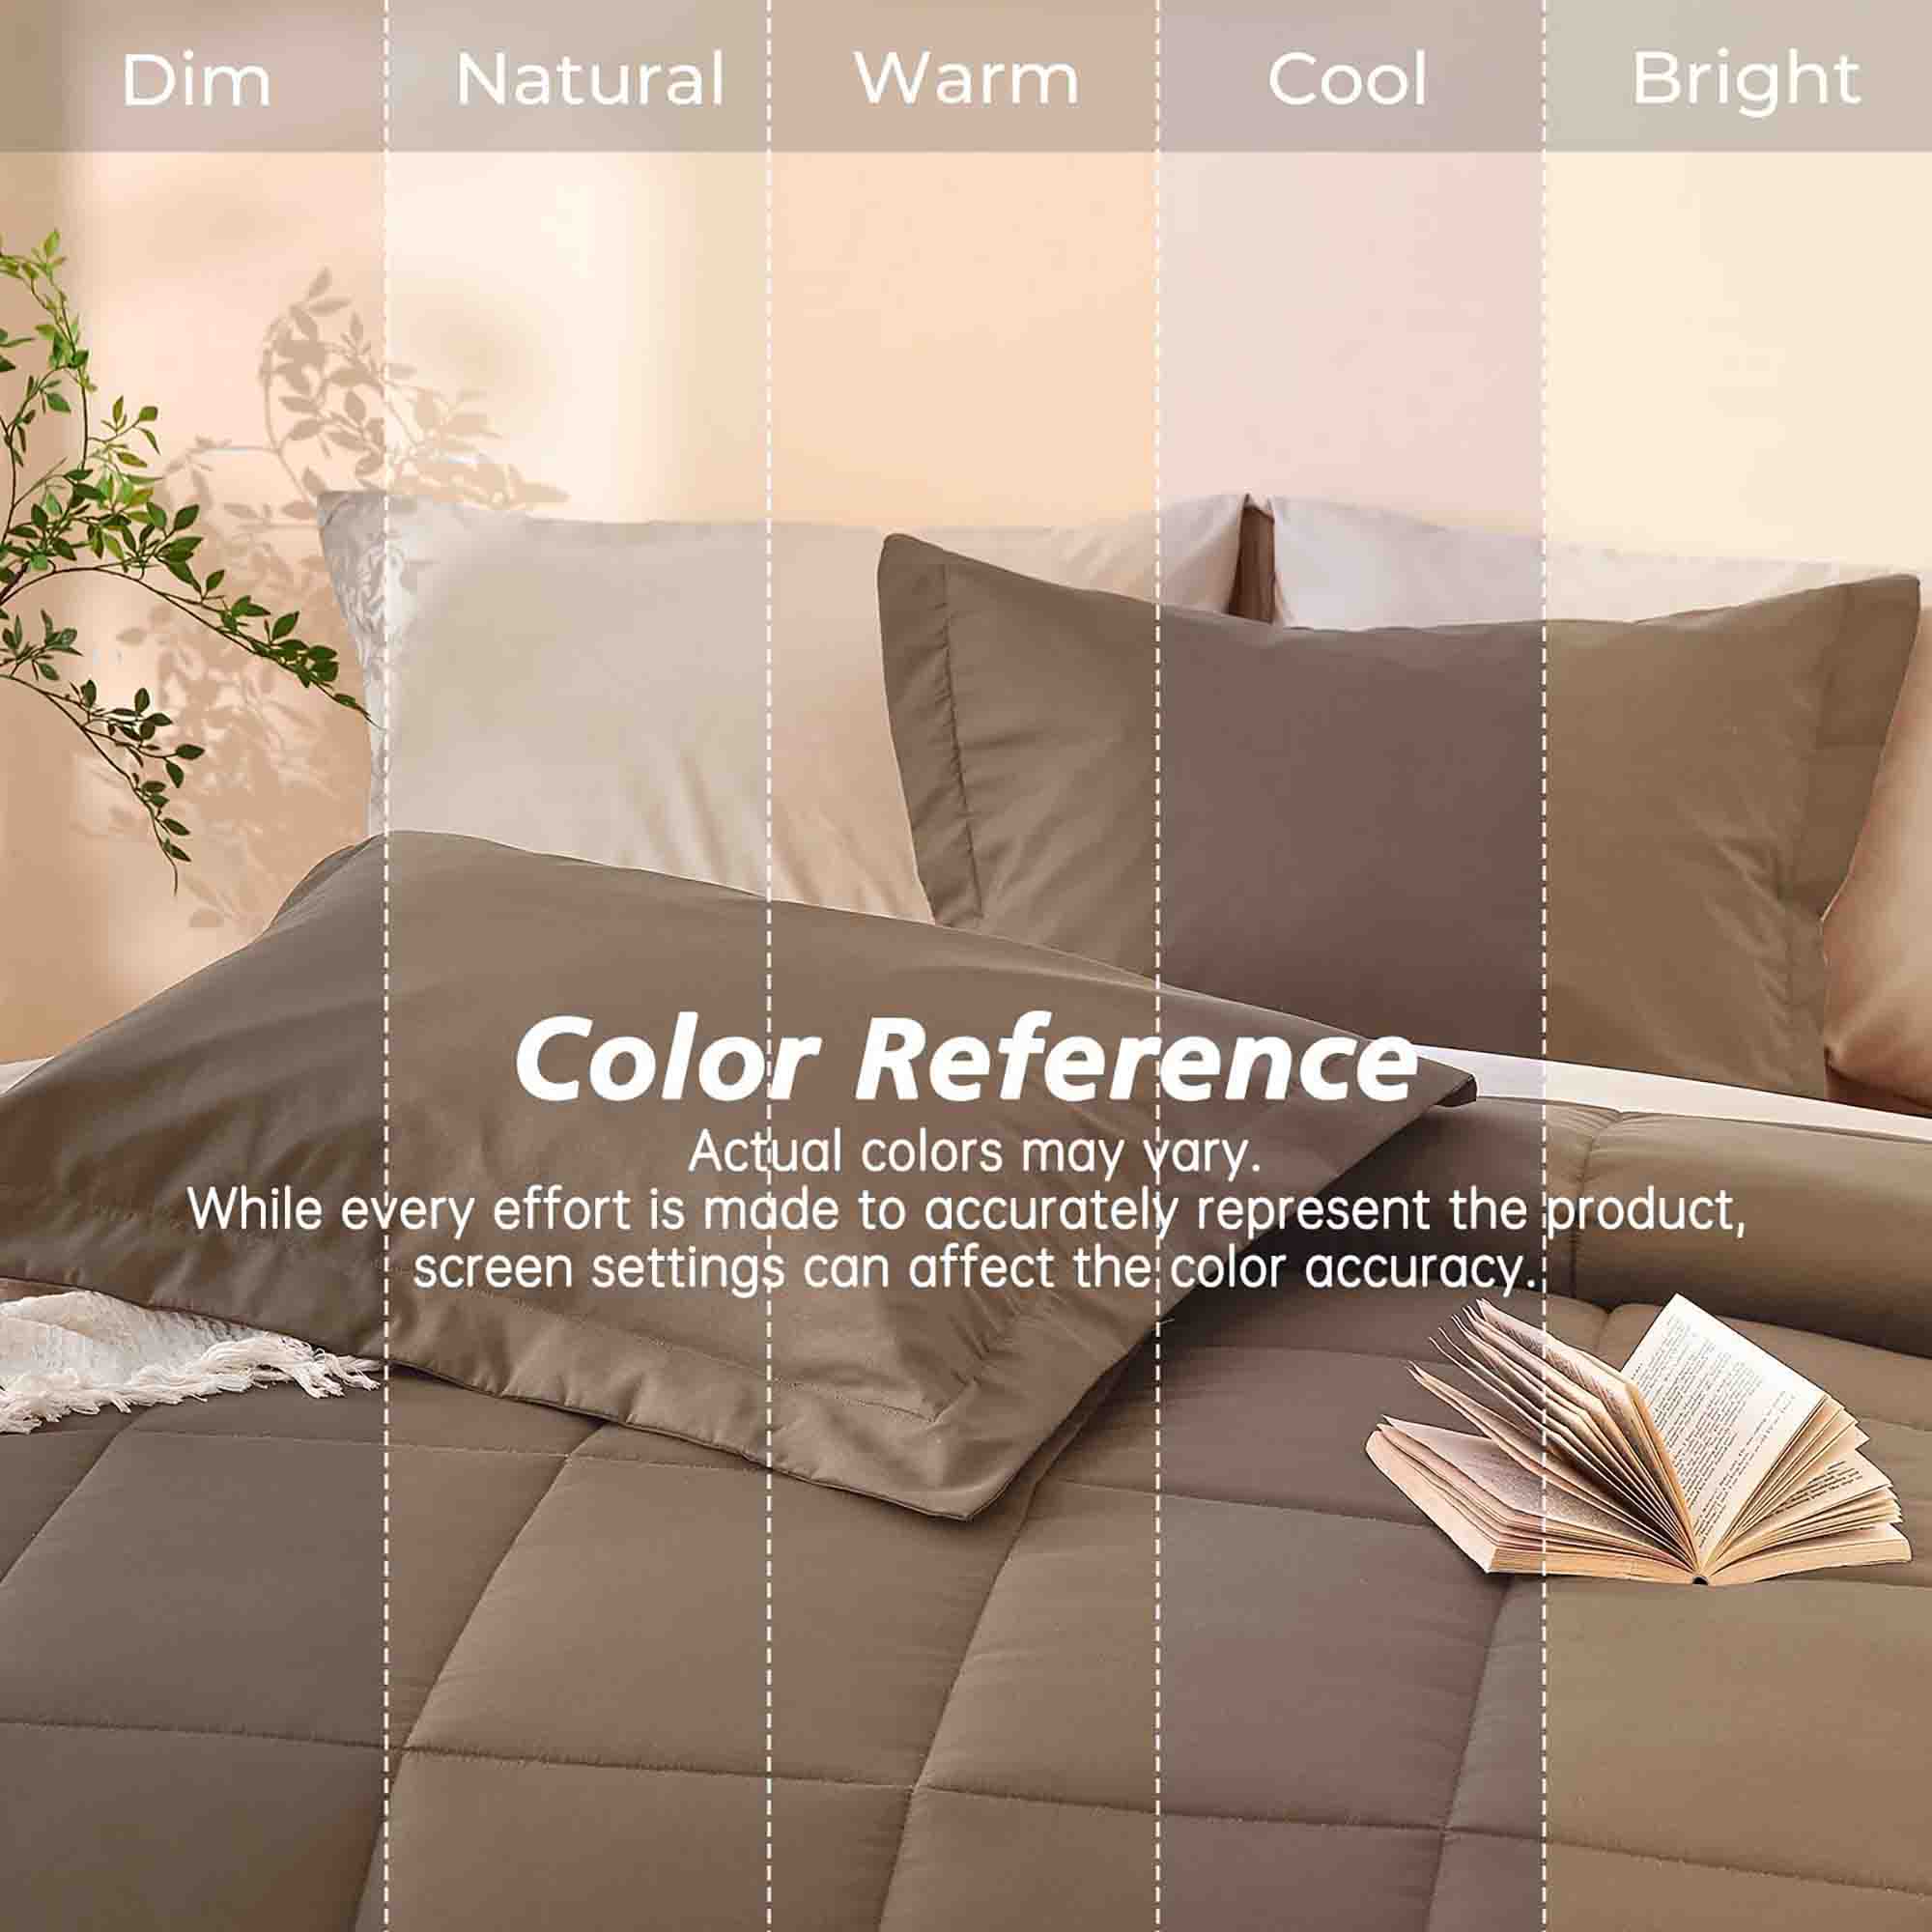 Dim Natural Warm Cool Bright
Color Reference
Actual colors may vary.
While every effort is made to accurately represent the product,
screen settings can affect the color accuracy.